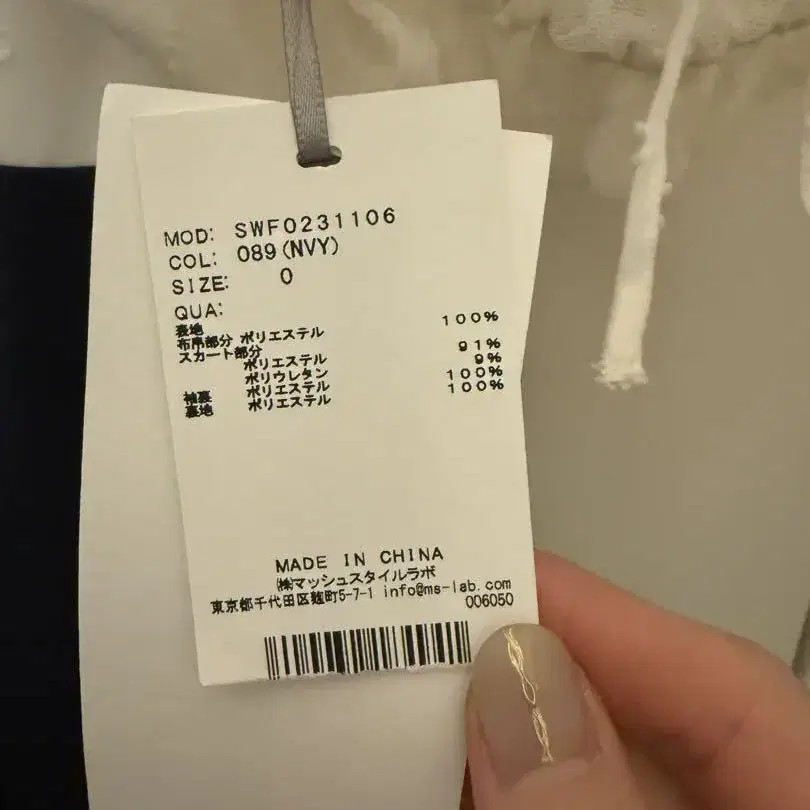 MOD: SWF0231106
COL: 089(NVY)
SIZE: 0
QUA:
表地
布帛部分 ポリエステル 100%
スカート部分
ポリエステル 91%
ポリウレタン 9%
袖裏 ポリエステル 100%
裏地 ポリエステル 100%
MADE IN CHINA
㈱マッシュスタイルラボ
東京都千代田区麹町5-7-1 info@ms-lab.com
006050